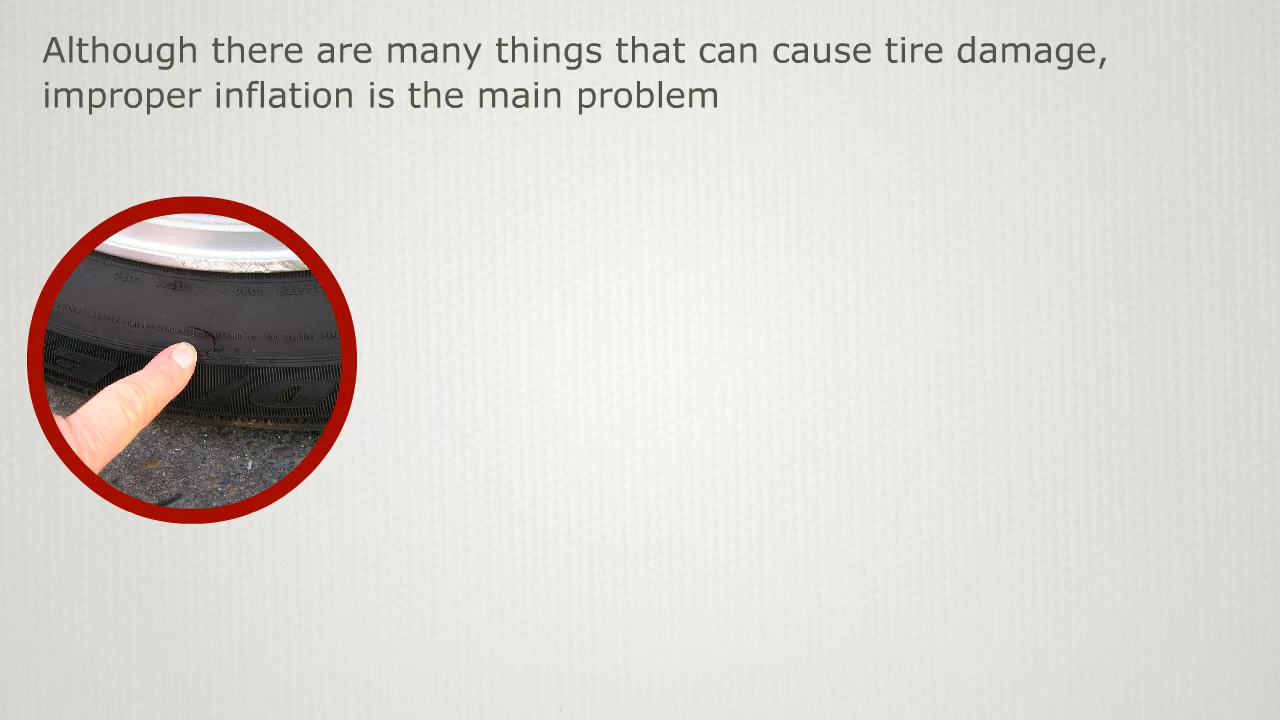 Although there are many things that can cause tire damage,
improper inflation is the main problem